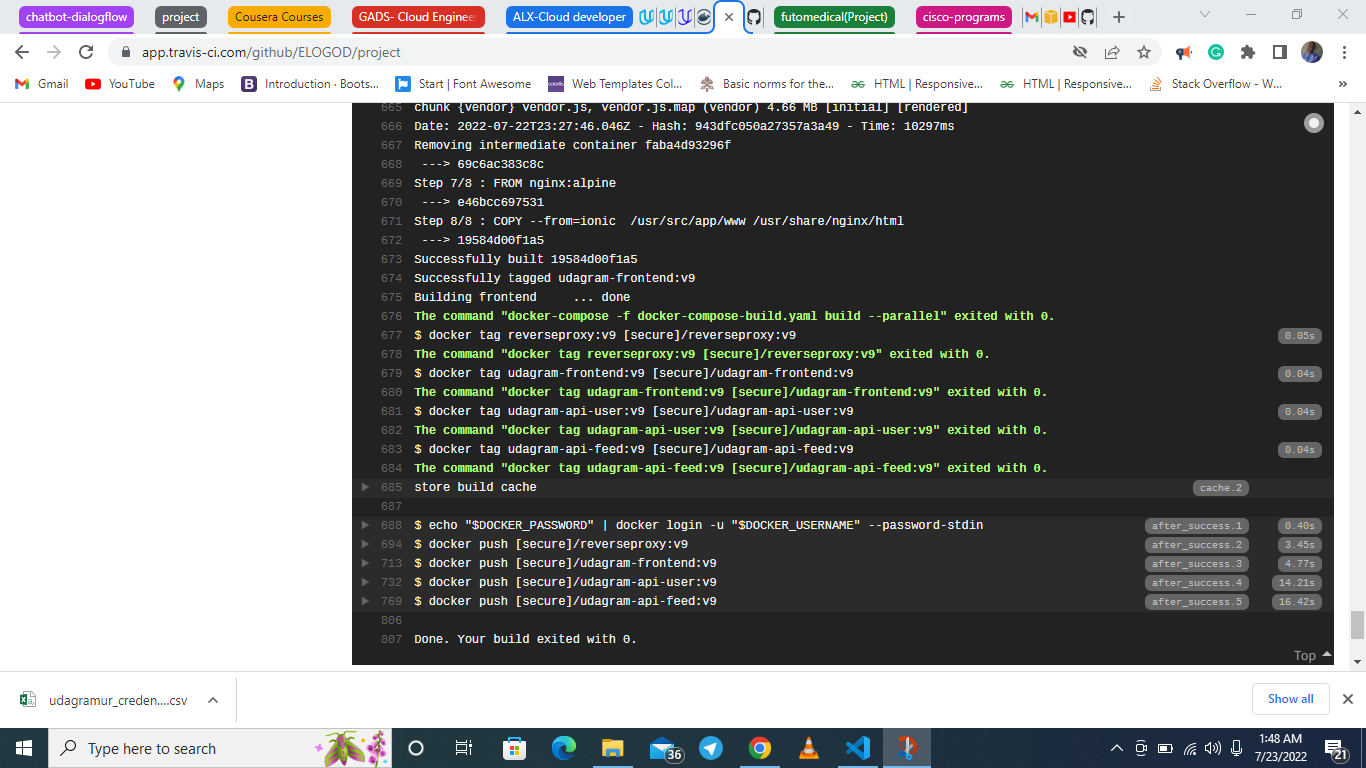 chatbot-dialogflow
project
Cousera Courses
GADS- Cloud Enginee
ALX-Cloud developer
futomedical(Project)
cisco-programs
app.travis-ci.com/github/ELOGOD/project
Gmail
YouTube
Maps
Introduction · Boots...
Start | Font Awesome
Web Templates Col...
Basic norms for the...
HTML | Responsive...
HTML | Responsive...
Stack Overflow - W...
665 chunk {vendor} vendor.js, vendor.js.map (vendor) 4.66 MB [initial] [rendered]
666 Date: 2022-07-22T23:27:46.046Z - Hash: 943dfc050a27357a3a49 - Time: 10297ms
667 Removing intermediate container faba4d93296f
668 ---> 69c6ac383c8c
669 Step 7/8 : FROM nginx:alpine
670 ---> e46bcc697531
671 Step 8/8 : COPY --from=ionic  /usr/src/app/www /usr/share/nginx/html
672 ---> 19584d00f1a5
673 Successfully built 19584d00f1a5
674 Successfully tagged udagram-frontend:v9
675 Building frontend     ... done
676 The command "docker-compose -f docker-compose-build.yaml build --parallel" exited with 0.
677 $ docker tag reverseproxy:v9 [secure]/reverseproxy:v9 0.05s
678 The command "docker tag reverseproxy:v9 [secure]/reverseproxy:v9" exited with 0.
679 $ docker tag udagram-frontend:v9 [secure]/udagram-frontend:v9 0.04s
680 The command "docker tag udagram-frontend:v9 [secure]/udagram-frontend:v9" exited with 0.
681 $ docker tag udagram-api-user:v9 [secure]/udagram-api-user:v9 0.04s
682 The command "docker tag udagram-api-user:v9 [secure]/udagram-api-user:v9" exited with 0.
683 $ docker tag udagram-api-feed:v9 [secure]/udagram-api-feed:v9 0.04s
684 The command "docker tag udagram-api-feed:v9 [secure]/udagram-api-feed:v9" exited with 0.
685 store build cache cache.2
687
688 $ echo "$DOCKER_PASSWORD" | docker login -u "$DOCKER_USERNAME" --password-stdin after_success.1 0.40s
694 $ docker push [secure]/reverseproxy:v9 after_success.2 3.45s
713 $ docker push [secure]/udagram-frontend:v9 after_success.3 4.77s
732 $ docker push [secure]/udagram-api-user:v9 after_success.4 14.21s
769 $ docker push [secure]/udagram-api-feed:v9 after_success.5 16.42s
806
807 Done. Your build exited with 0.
Top
udagramur_creden....csv
Show all
Type here to search
36
1:48 AM
7/23/2022
21